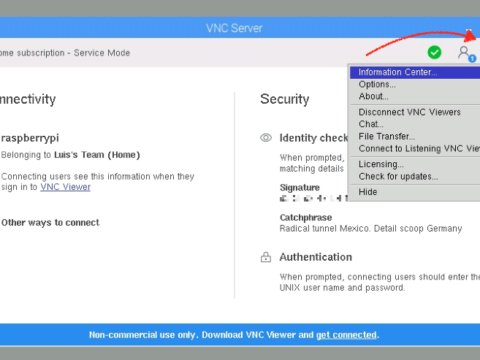 VNC Server
ome subscription - Service Mode
1
Information Center...
Options...
About...
Disconnect VNC Viewers
Chat...
File Transfer...
Connect to Listening VNC Vie
Licensing...
Check for updates...
Hide
nnectivity
raspberrypi
Belonging to Luis's Team (Home)
Connecting users see this information when they
sign in to VNC Viewer
Other ways to connect
Security
Identity check
When prompted,
matching details
Signature
Catchphrase
Radical tunnel Mexico. Detail scoop Germany
Authentication
When prompted, connecting users should enter the
UNIX user name and password.
Non-commercial use only. Download VNC Viewer and get connected.